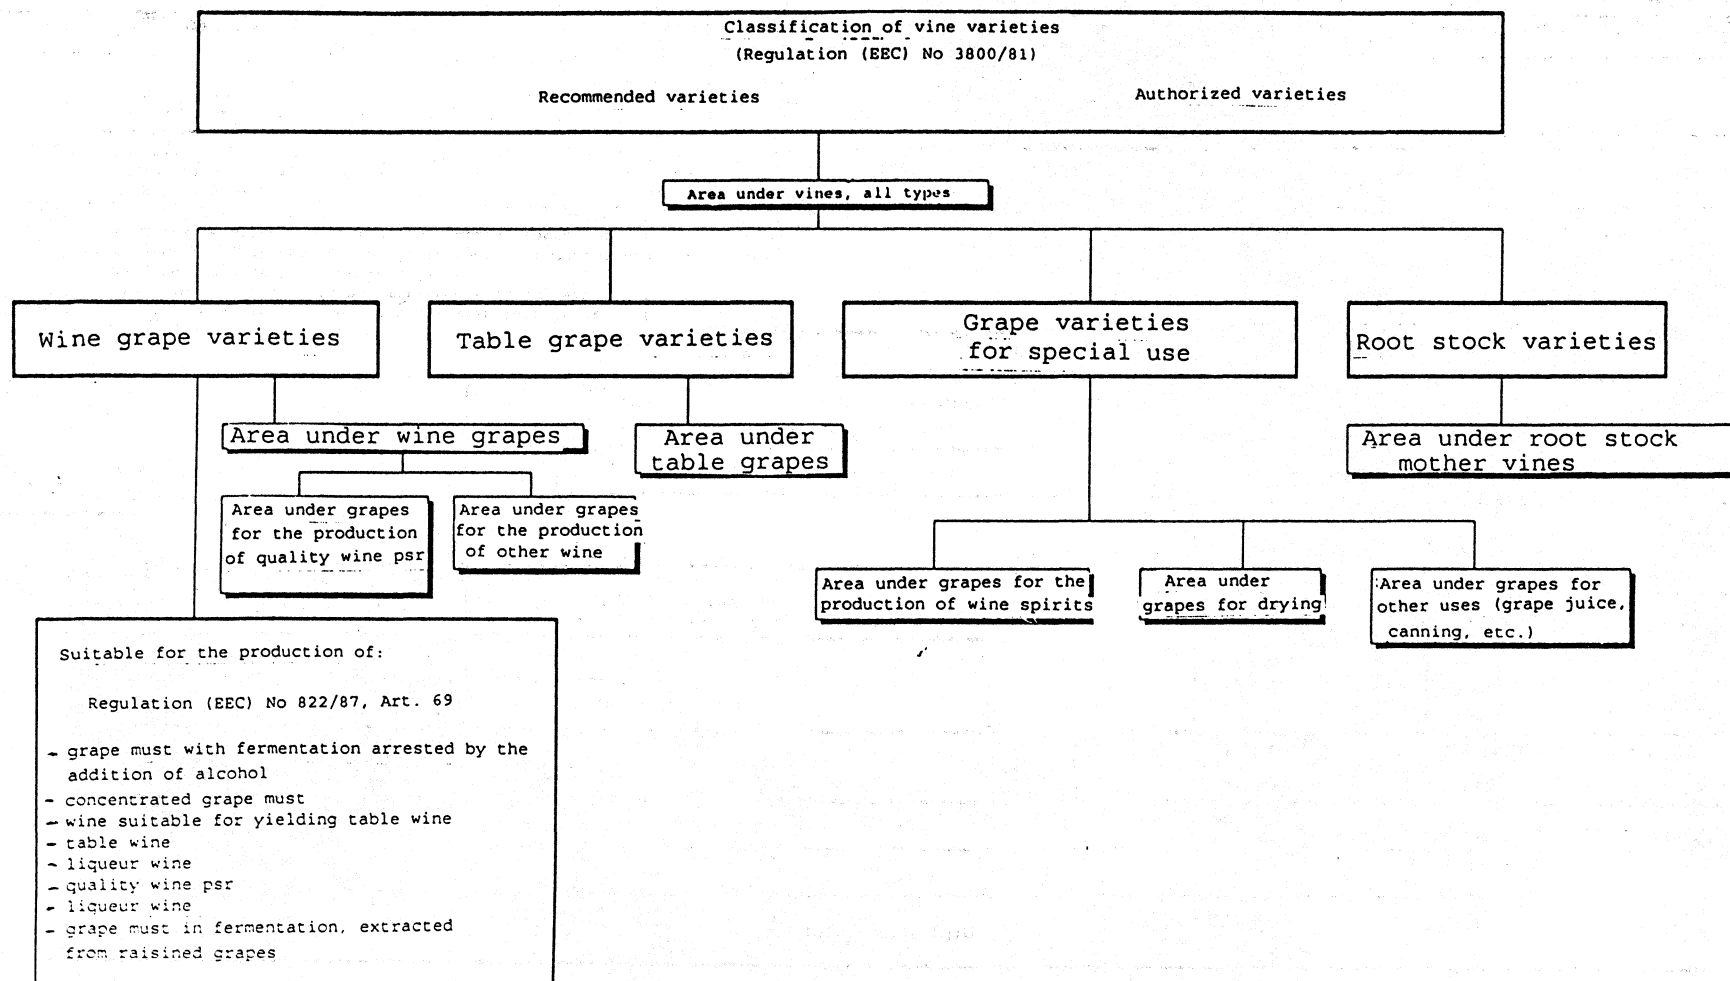 Classification of vine varieties
(Regulation (EEC) No 3800/81)
Recommended varieties
Authorized varieties
Area under vines, all types
Wine grape varieties
Table grape varieties
Grape varieties
for special use
Root stock varieties
Area under wine grapes
Area under
table grapes
Area under root stock
mother vines
Area under grapes
for the production
of quality wine psr
Area under grapes
for the production
of other wine
Area under grapes for the
production of wine spirits
Area under
grapes for drying
Area under grapes for
other uses (grape juice,
canning, etc.)
Suitable for the production of:
Regulation (EEC) No 822/87, Art. 69
- grape must with fermentation arrested by the
addition of alcohol
- concentrated grape must
- wine suitable for yielding table wine
- table wine
- liqueur wine
- quality wine psr
- liqueur wine
- grape must in fermentation, extracted
from raisined grapes